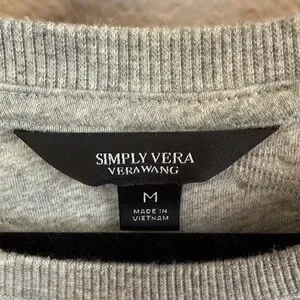 SIMPLY VERA
VERAWANG
M
MADE IN
VIETNAM